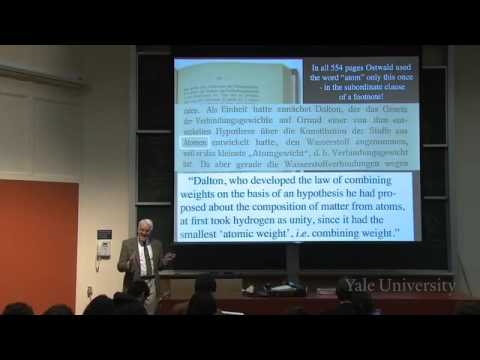 In all 554 pages Ostwald used
the word “atom” only this once
- in the subordinate clause
of a footnote!
Als Einheit hatte zunächst Dalton, der das Gesetz
der Verbindungsgewichte auf Grund einer von ihm
Hypothese über die Konstitution der Stoffe aus
Atomen entwickelt hatte, den Wasserstoff angenommen,
weil er das kleinste „Atomgewicht“, d. h. Verbindungsgewicht
ist. Da aber gerade die Wasserstoffverbindungen wegen
“Dalton, who developed the law of combining
weights on the basis of an hypothesis he had pro-
posed about the composition of matter from atoms,
at first took hydrogen as unity, since it had the
smallest ‘atomic weight’, i.e. combining weight.”
Yale University